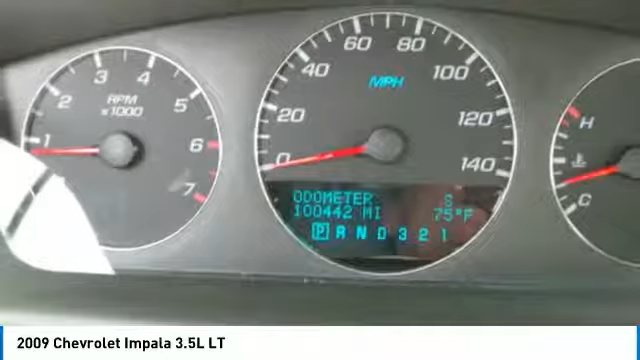 1
2
3
4
5
6
7
RPM
x1000
0
20
40
60
80
100
120
140
MPH
ODOMETER S
100442 MI 75°F
P R N D 3 2 1
H
C
2009 Chevrolet Impala 3.5L LT